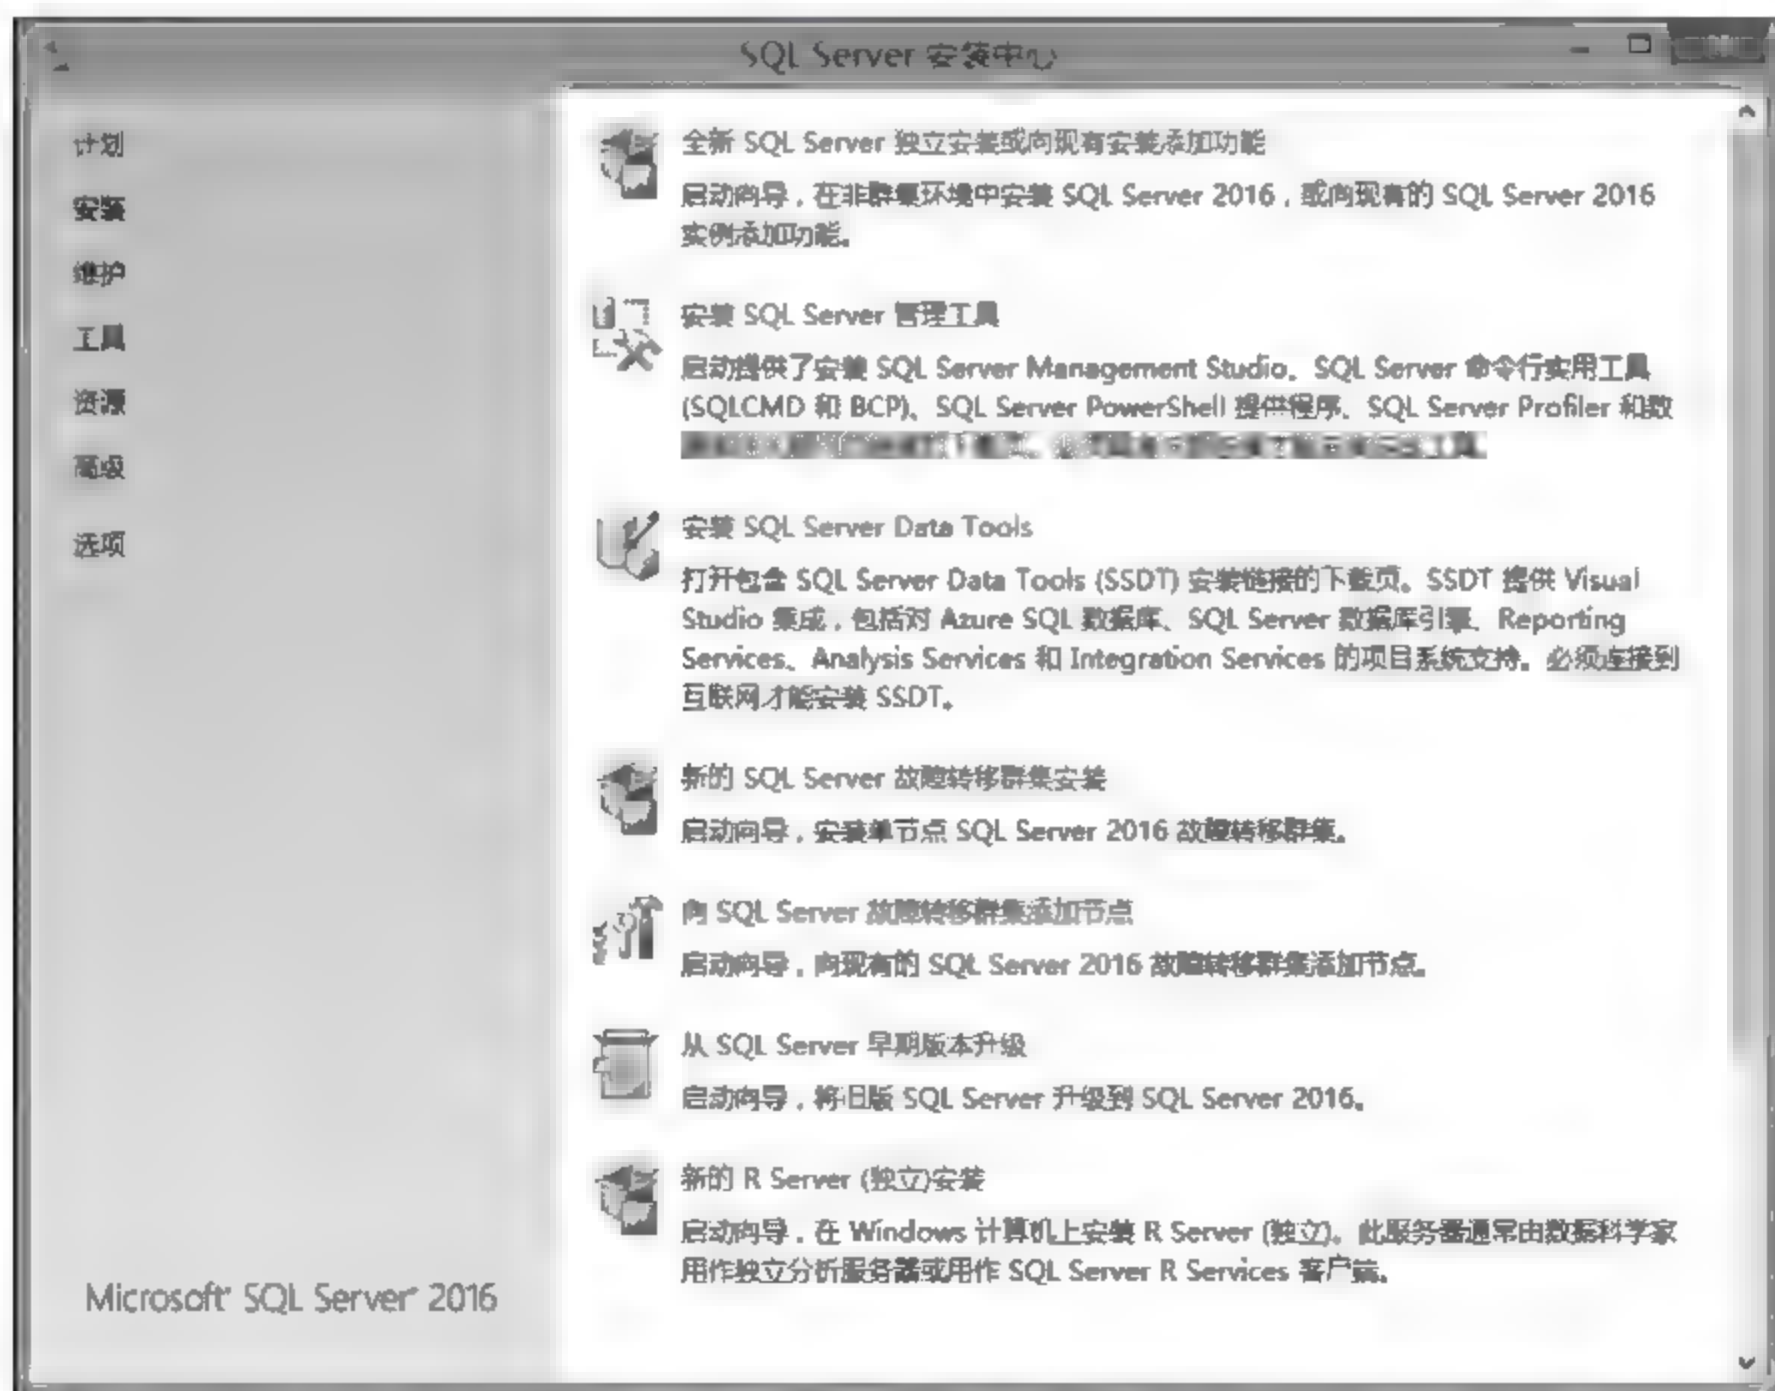 SQL Server 安装中心
计划
安装
维护
工具
资源
高级
选项
Microsoft SQL Server 2016
全新 SQL Server 独立安装或向现有安装添加功能
启动向导，在非群集环境中安装 SQL Server 2016，或向现有的 SQL Server 2016
实例添加功能。
安装 SQL Server 管理工具
启动提供了安装 SQL Server Management Studio、SQL Server 命令行实用工具
(SQLCMD 和 BCP)、SQL Server PowerShell 提供程序、SQL Server Profiler 和数
工具。
安装 SQL Server Data Tools
打开包含 SQL Server Data Tools (SSDT) 安装链接的下载页。SSDT 提供 Visual
Studio 集成，包括对 Azure SQL 数据库、SQL Server 数据库引擎、Reporting
Services、Analysis Services 和 Integration Services 的项目系统支持。必须连接到
互联网才能安装 SSDT。
新的 SQL Server 故障转移群集安装
启动向导，安装单节点 SQL Server 2016 故障转移群集。
向 SQL Server 故障转移群集添加节点
启动向导，向现有的 SQL Server 2016 故障转移群集添加节点。
从 SQL Server 早期版本升级
启动向导，将旧版 SQL Server 升级到 SQL Server 2016。
新的 R Server (独立)安装
启动向导，在 Windows 计算机上安装 R Server (独立)。此服务器通常由数据科学家
用作独立分析服务器或用作 SQL Server R Services 客户端。